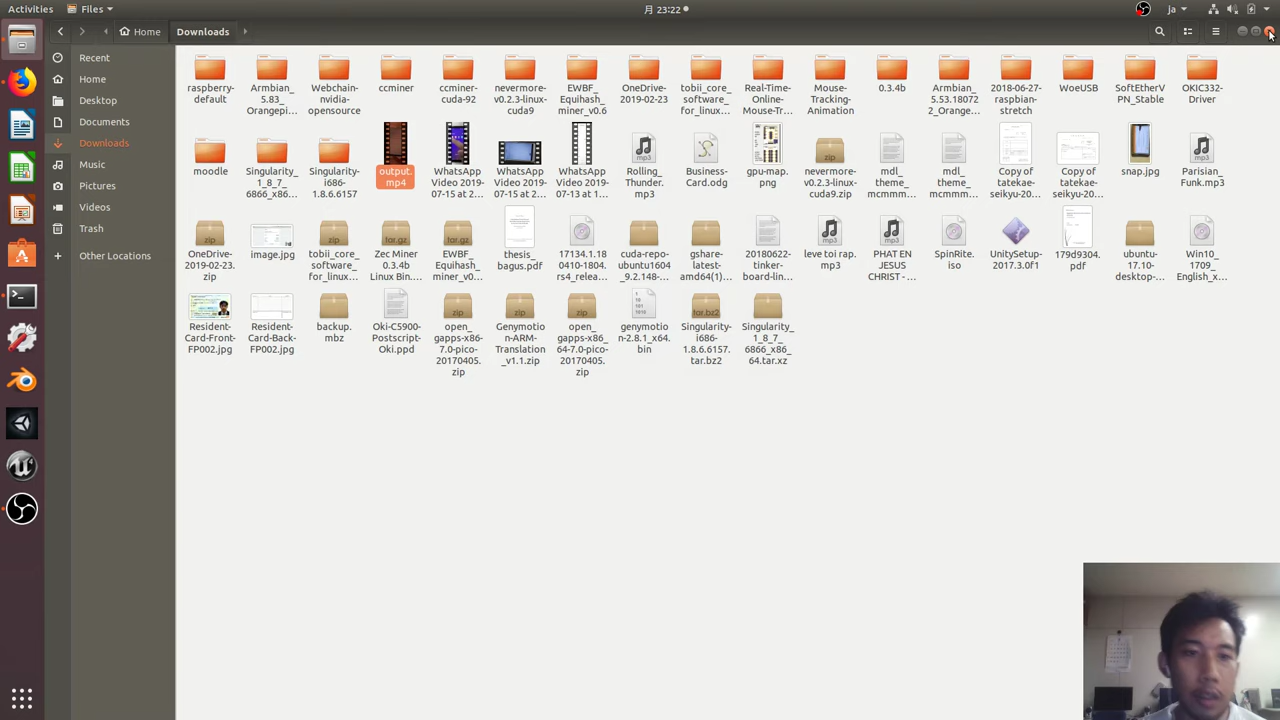 Activities
Files
月 23:22
ja
Home
Downloads
Recent
Home
Desktop
Documents
Downloads
Music
Pictures
Videos
Trash
Other Locations
raspberry-
default
Armbian_
5.83_
Orangepi...
Webchain-
nvidia-
opensource
ccminer
ccminer-
cuda-92
nevermore-
v0.2.3-linux-
cuda9
EWBF_
Equihash_
miner_v0.6
OneDrive-
2019-02-23
tobii_core_
software_
for_linux...
Real-Time-
Online-
Mouse-Tr...
Mouse-
Tracking-
Animation
0.3.4b
Armbian_
5.53.18072
2_Orange...
2018-06-27-
raspbian-
stretch
WoeUSB
SoftEtherV
PN_Stable
OKIC332-
Driver
moodle
Singularity_
1_8_7_
6866_x86...
Singularity-
i686-
1.8.6.6157
output.
mp4
WhatsApp
Video 2019-
07-15 at 2...
WhatsApp
Video 2019-
07-15 at 2...
WhatsApp
Video 2019-
07-13 at 1...
Rolling_
Thunder.
mp3
Business-
Card.odg
gpu-map.
png
nevermore-
v0.2.3-linux-
cuda9.zip
mdl_
theme_
mcmmm...
mdl_
theme_
mcmmm...
Copy of
tatekae-
seikyu-20...
Copy of
tatekae-
seikyu-20...
snap.jpg
Parisian_
Funk.mp3
OneDrive-
2019-02-23.
zip
image.jpg
tobii_core_
software_
for_linux...
Zec Miner
0.3.4b
Linux Bin....
EWBF_
Equihash_
miner_v0...
thesis_
bagus.pdf
17134.1.18
0410-1804.
rs4_relea...
cuda-repo-
ubuntu1604
_9.2.148-...
gshare-
latest-
amd64(1)...
20180622-
tinker-
board-lin...
leve toi rap.
mp3
PHAT EN
JESUS
CHRIST - ...
SpinRite.
iso
UnitySetup-
2017.3.0f1
179d9304.
pdf
ubuntu-
17.10-
desktop-...
Win10_
1709_
English_x...
Resident-
Card-Front-
FP002.jpg
Resident-
Card-Back-
FP002.jpg
backup.
mbz
Oki-C5900-
Postscript-
Oki.ppd
open_
gapps-x86-
7.0-pico-
20170405.
zip
Genymotio
n-ARM-
Translation
_v1.1.zip
open_
gapps-x86_
64-7.0-pico-
20170405.
zip
genymotio
n-2.8.1_x64.
bin
Singularity-
i686-
1.8.6.6157.
tar.bz2
Singularity_
1_8_7_
6866_x86_
64.tar.xz